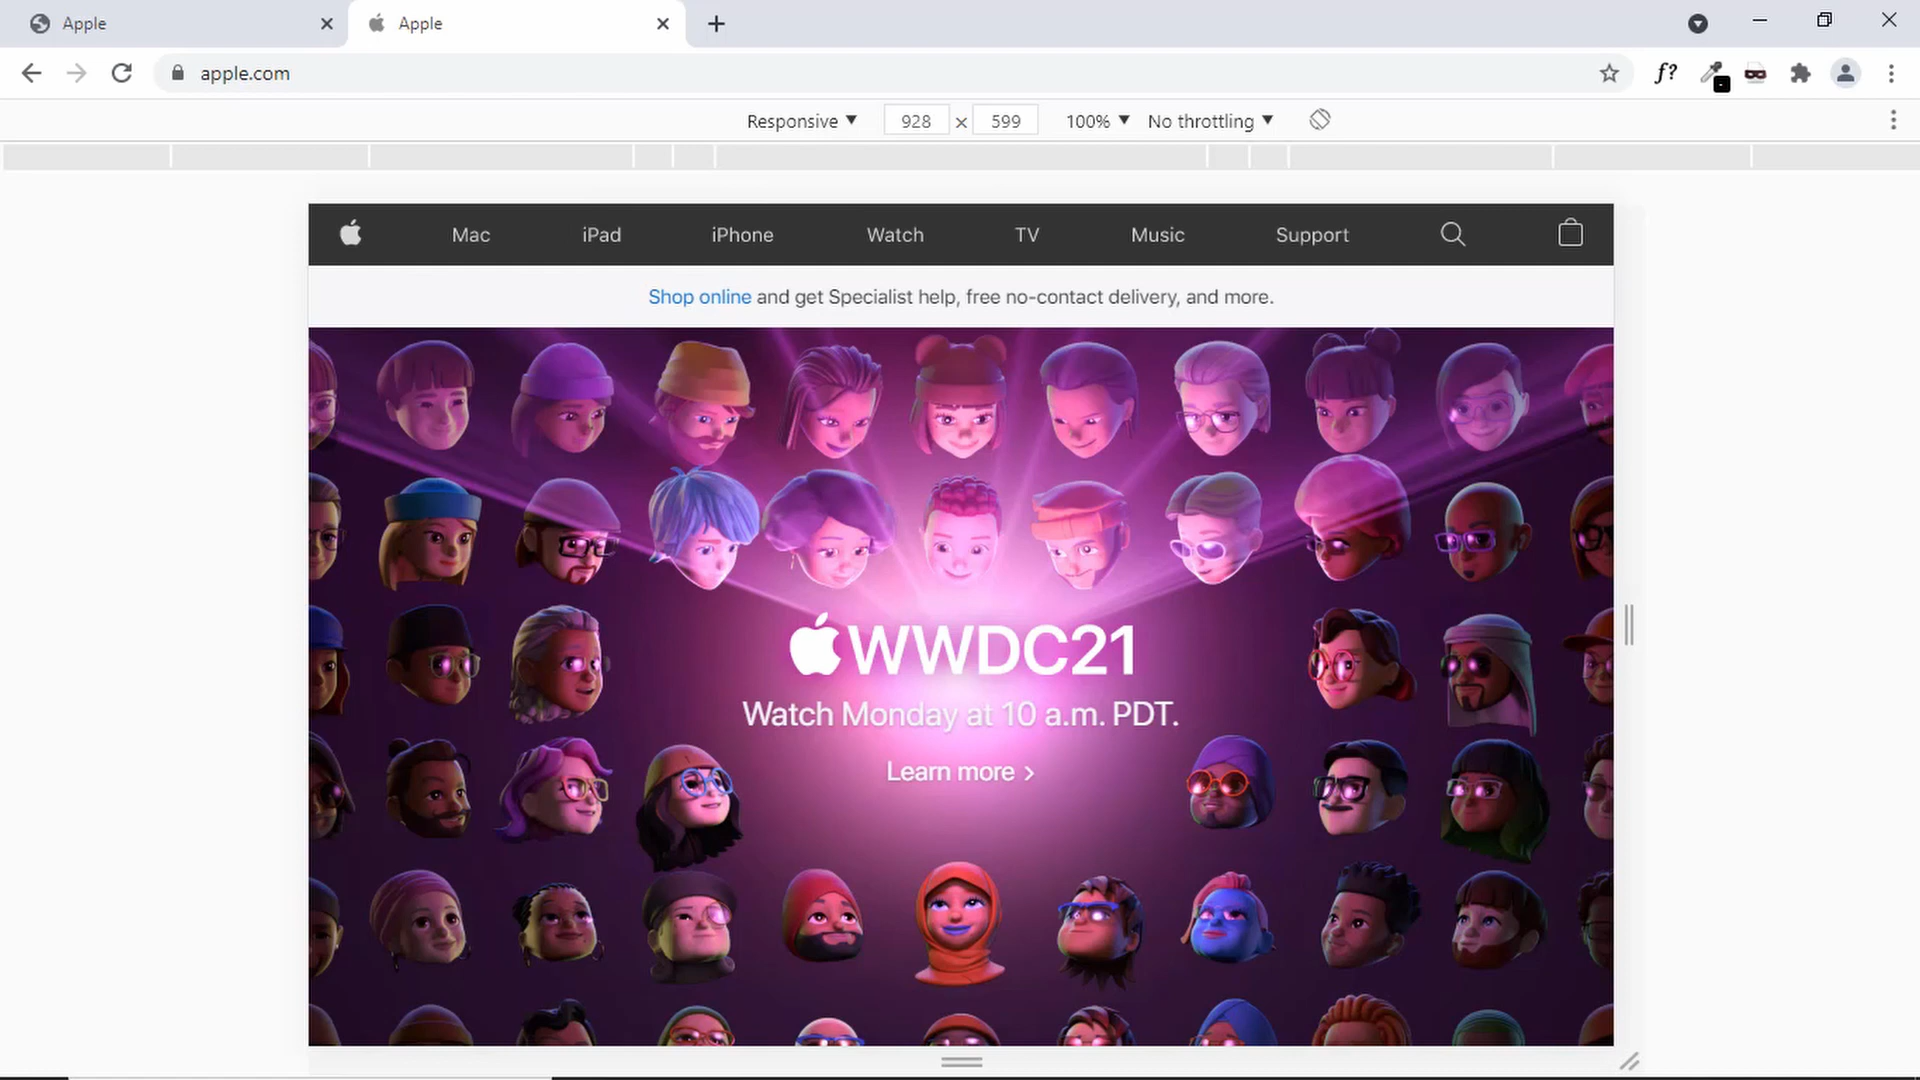 Apple
Apple
apple.com
f?
Responsive 928 × 599 100% No throttling
Mac iPad iPhone Watch TV Music Support
Shop online and get Specialist help, free no-contact delivery, and more.
WWDC21
Watch Monday at 10 a.m. PDT.
Learn more >